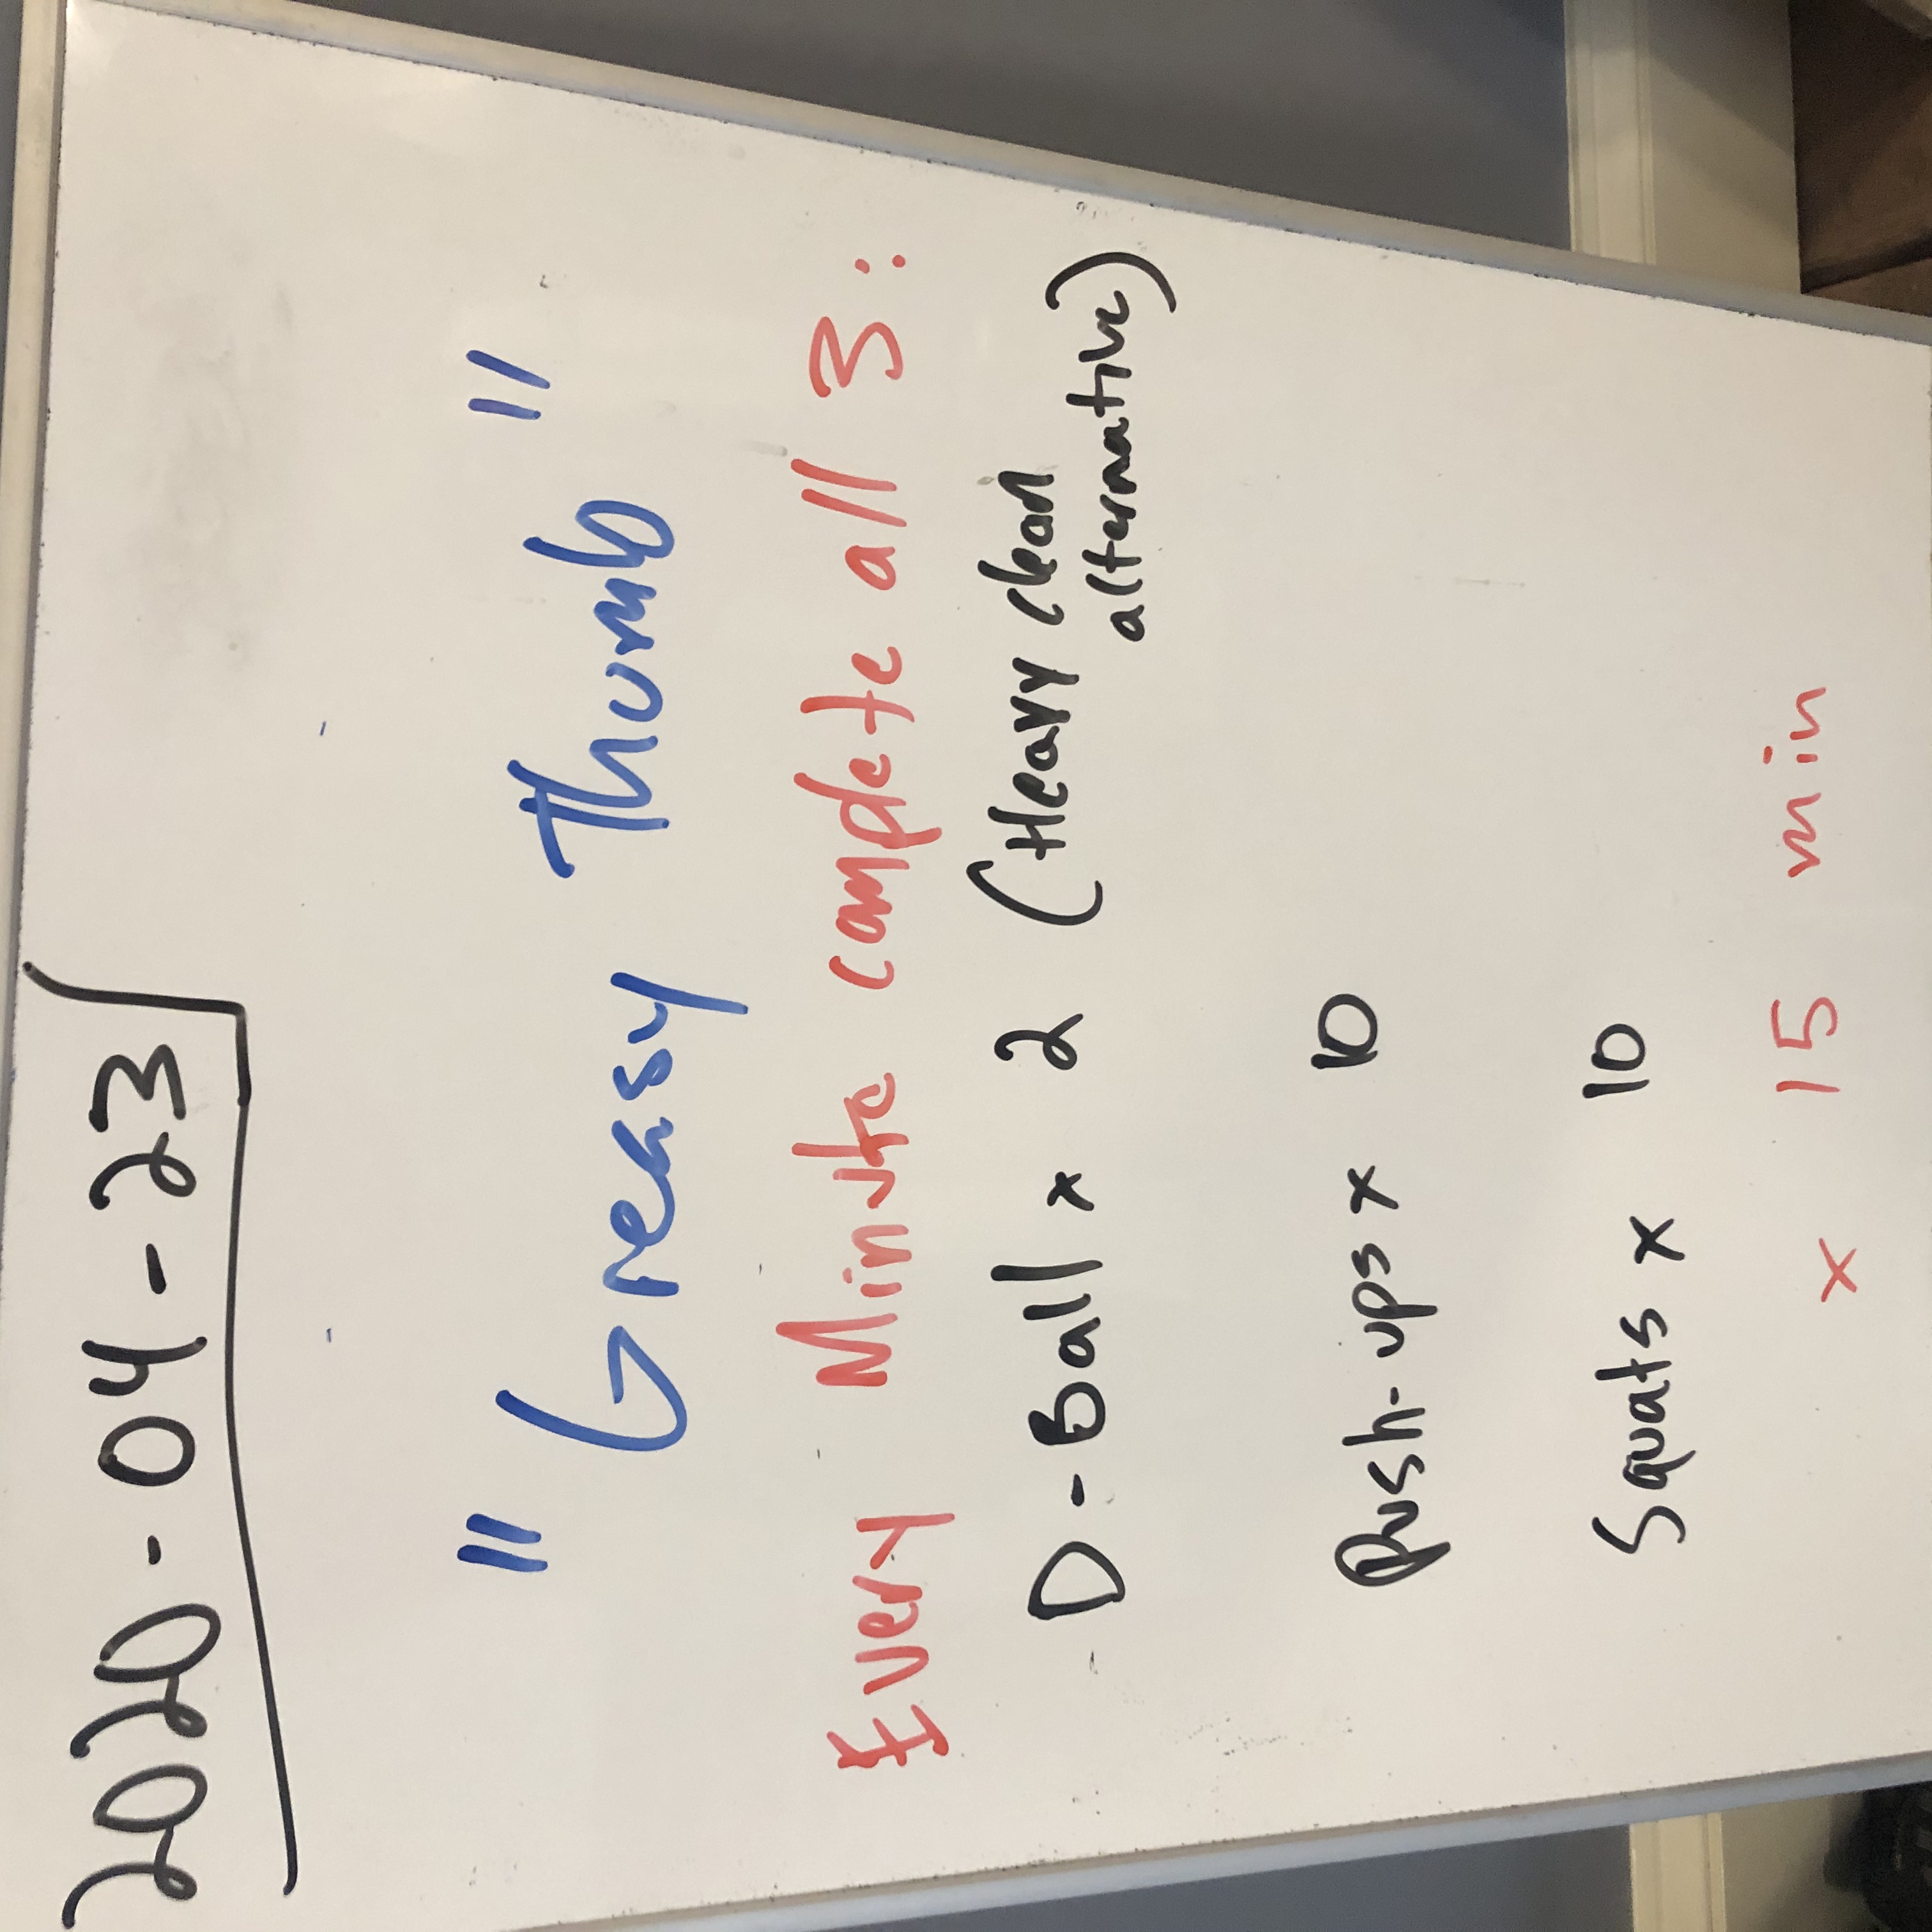 2020-04-23
"Greasy Thumb"
Every Minute complete all 3:
D-Ball x 2 (Heavy clean
alternative)
Push-ups x 10
Squats x 10
x 15 min